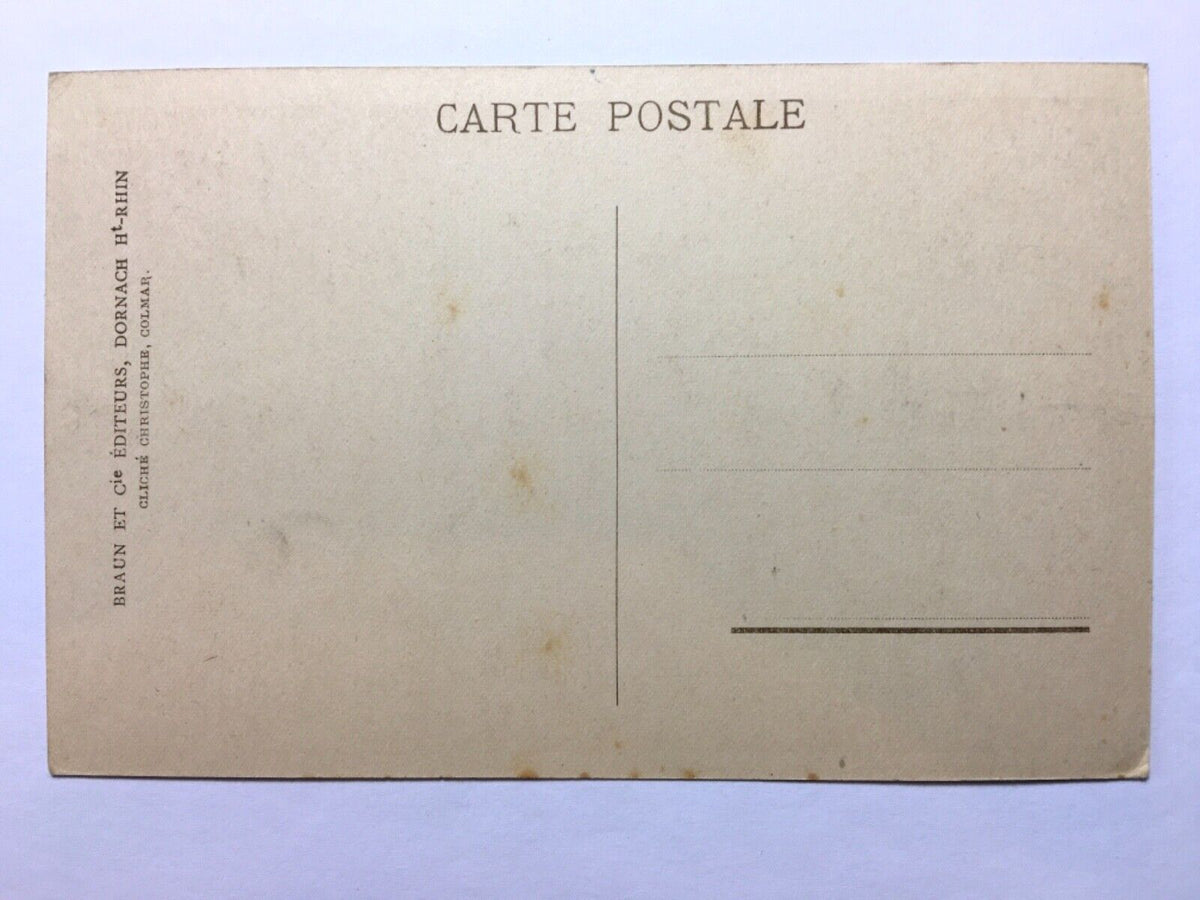 CARTE POSTALE
BRAUN ET Cie ÉDITEURS, DORNACH Ht-RHIN
CLICHÉ CHRISTOPHE, COLMAR.